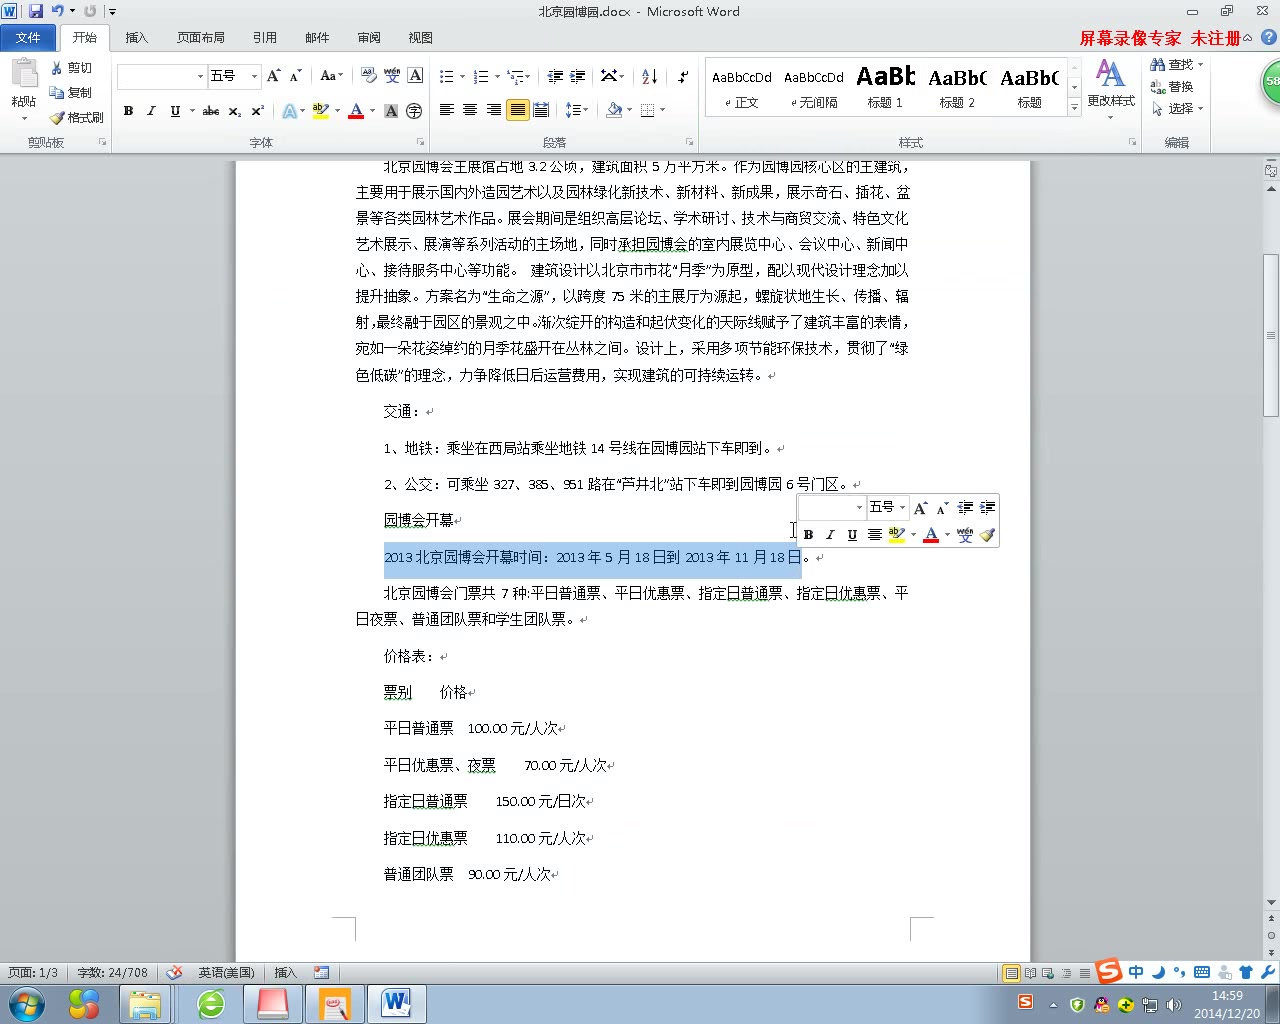 北京园博园.docx - Microsoft Word
文件 开始 插入 页面布局 引用 邮件 审阅 视图
屏幕录像专家 未注册
剪切
复制
格式刷
粘贴
五号
AaBbCcDd AaBbCcDd AaBb AaBbC AaBbC
正文 无间隔 标题 1 标题 2 标题
更改样式
查找
替换
选择
剪贴板 字体 段落 样式 编辑
58
北京园博会主展馆占地 3.2 公顷，建筑面积 5 万平方米。作为园博园核心区的主建筑，
主要用于展示国内外造园艺术以及园林绿化新技术、新材料、新成果，展示奇石、插花、盆
景等各类园林艺术作品。展会期间是组织高层论坛、学术研讨、技术与商贸交流、特色文化
艺术展示、展演等系列活动的主场地，同时承担园博会的室内展览中心、会议中心、新闻中
心、接待服务中心等功能。 建筑设计以北京市市花“月季”为原型，配以现代设计理念加以
提升抽象。方案名为“生命之源”，以跨度 75 米的主展厅为源起，螺旋状地生长、传播、辐
射，最终融于园区的景观之中。渐次绽开的构造和起伏变化的天际线赋予了建筑丰富的表情，
宛如一朵花姿绰约的月季花盛开在丛林之间。设计上，采用多项节能环保技术，贯彻了“绿
色低碳”的理念，力争降低日后运营费用，实现建筑的可持续运转。
交通：
1、地铁：乘坐在西局站乘坐地铁 14 号线在园博园站下车即到。
2、公交：可乘坐 327、385、951 路在“芦井北”站下车即到园博园 6 号门区。
五号
园博会开幕
2013 北京园博会开幕时间：2013 年 5 月 18 日到 2013 年 11 月 18 日。
北京园博会门票共 7 种:平日普通票、平日优惠票、指定日普通票、指定日优惠票、平
日夜票、普通团队票和学生团队票。
价格表：
票别 价格
平日普通票 100.00 元/人次
平日优惠票、夜票 70.00 元/人次
指定日普通票 150.00 元/日次
指定日优惠票 110.00 元/人次
普通团队票 90.00 元/人次
页面: 1/3 字数: 24/708 英语(美国) 插入
中
14:59
2014/12/20